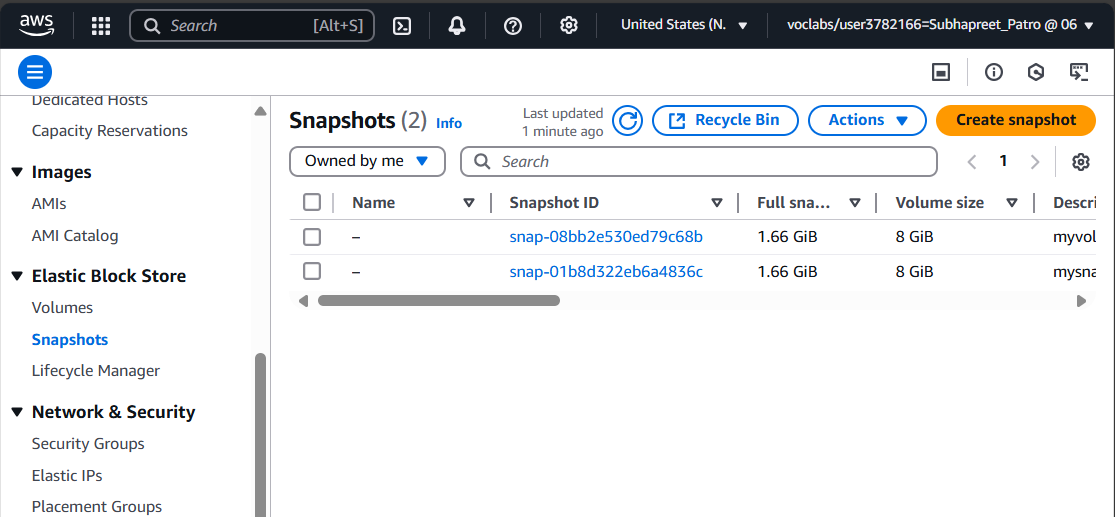 aws Search [Alt+S] United States (N. voclabs/user3782166=Subhapreet_Patro @ 06
Dedicated Hosts
Capacity Reservations
Images
AMIs
AMI Catalog
Elastic Block Store
Volumes
Snapshots
Lifecycle Manager
Network & Security
Security Groups
Elastic IPs
Placement Groups
Snapshots (2) Info
Last updated
1 minute ago
Recycle Bin
Actions
Create snapshot
Owned by me Search 1
Name Snapshot ID Full sna... Volume size Descri
– snap-08bb2e530ed79c68b 1.66 GiB 8 GiB myvol
– snap-01b8d322eb6a4836c 1.66 GiB 8 GiB mysna